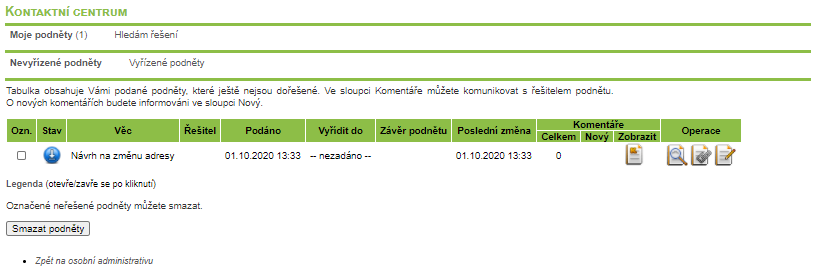 Kontaktní centrum
Moje podněty (1) Hledám řešení
Nevyřízené podněty Vyřízené podněty
Tabulka obsahuje Vámi podané podněty, které ještě nejsou dořešené. Ve sloupci Komentáře můžete komunikovat s řešitelem podnětu.
O nových komentářích budete informováni ve sloupci Nový.
Ozn. Stav Věc Řešitel Podáno Vyřídit do Závěr podnětu Poslední změna Komentáře Operace
Celkem Nový Zobrazit
Návrh na změnu adresy 01.10.2020 13:33 -- nezadáno -- 01.10.2020 13:33 0
Legenda (otevře/zavře se po kliknutí)
Označené neřešené podněty můžete smazat.
Smazat podněty
Zpět na osobní administrativu